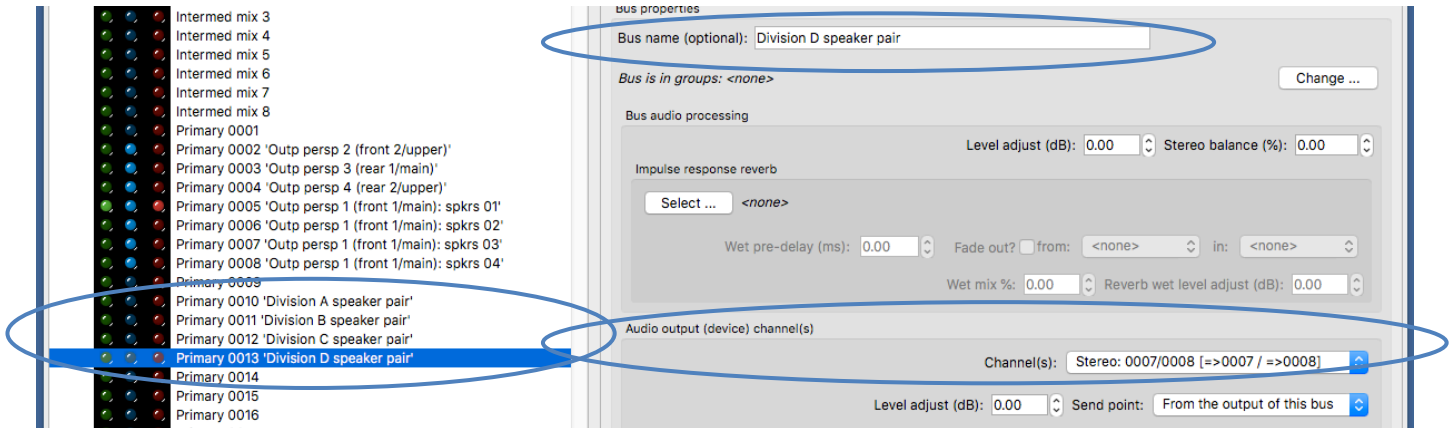 Intermed mix 3
Intermed mix 4
Intermed mix 5
Intermed mix 6
Intermed mix 7
Intermed mix 8
Primary 0001
Primary 0002 'Outp persp 2 (front 2/upper)'
Primary 0003 'Outp persp 3 (rear 1/main)'
Primary 0004 'Outp persp 4 (rear 2/upper)'
Primary 0005 'Outp persp 1 (front 1/main): spkrs 01'
Primary 0006 'Outp persp 1 (front 1/main): spkrs 02'
Primary 0007 'Outp persp 1 (front 1/main): spkrs 03'
Primary 0008 'Outp persp 1 (front 1/main): spkrs 04'
Primary 0009
Primary 0010 'Division A speaker pair'
Primary 0011 'Division B speaker pair'
Primary 0012 'Division C speaker pair'
Primary 0013 'Division D speaker pair'
Primary 0014
Primary 0015
Primary 0016
Bus properties
Bus name (optional): Division D speaker pair
Bus is in groups: <none> Change ...
Bus audio processing
Level adjust (dB): 0.00 Stereo balance (%): 0.00
Impulse response reverb
Select ... <none>
Wet pre-delay (ms): 0.00 Fade out? from: <none> in: <none>
Wet mix %: 0.00 Reverb wet level adjust (dB): 0.00
Audio output (device) channel(s)
Channel(s): Stereo: 0007/0008 [=>0007 / =>0008]
Level adjust (dB): 0.00 Send point: From the output of this bus